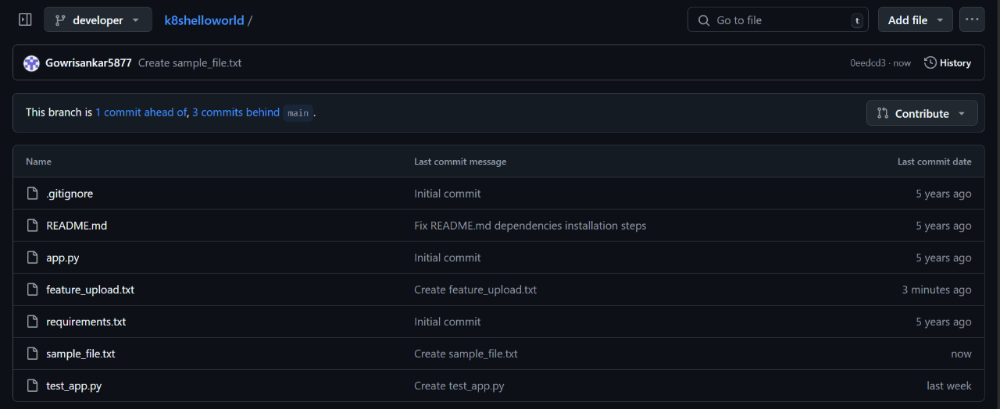 developer k8shelloworld / Go to file t Add file ...
Gowrisankar5877 Create sample_file.txt 0eedcd3 · now History
This branch is 1 commit ahead of, 3 commits behind main . Contribute
Name Last commit message Last commit date
.gitignore Initial commit 5 years ago
README.md Fix README.md dependencies installation steps 5 years ago
app.py Initial commit 5 years ago
feature_upload.txt Create feature_upload.txt 3 minutes ago
requirements.txt Initial commit 5 years ago
sample_file.txt Create sample_file.txt now
test_app.py Create test_app.py last week